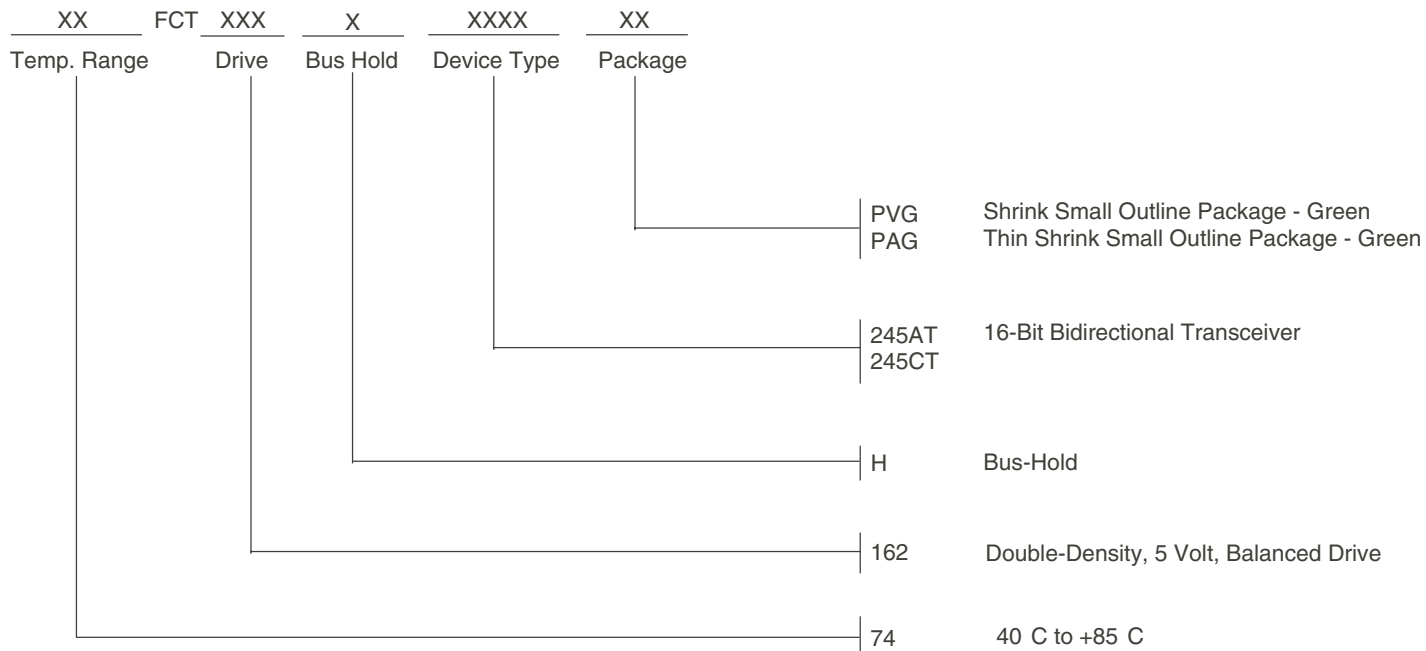 XX FCT XXX X XXXX XX
Temp. Range Drive Bus Hold Device Type Package
PVG Shrink Small Outline Package - Green
PAG Thin Shrink Small Outline Package - Green
245AT 16-Bit Bidirectional Transceiver
245CT
H Bus-Hold
162 Double-Density, 5 Volt, Balanced Drive
74 40 C to +85 C